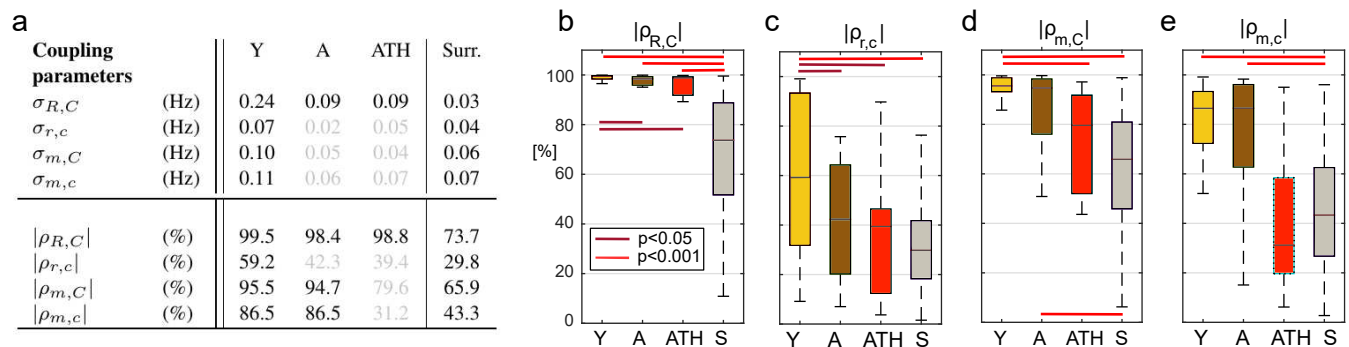 a
Coupling parameters Y A ATH Surr.
σ_{R,C} (Hz) 0.24 0.09 0.09 0.03
σ_{r,c} (Hz) 0.07 0.02 0.05 0.04
σ_{m,C} (Hz) 0.10 0.05 0.04 0.06
σ_{m,c} (Hz) 0.11 0.06 0.07 0.07
|ρ_{R,C}| (%) 99.5 98.4 98.8 73.7
|ρ_{r,c}| (%) 59.2 42.3 39.4 29.8
|ρ_{m,C}| (%) 95.5 94.7 79.6 65.9
|ρ_{m,c}| (%) 86.5 86.5 31.2 43.3
b
|ρ_{R,C}|
100
80
[%]
60
40
20
0
p<0.05
p<0.001
Y A ATH S
c
|ρ_{r,c}|
Y A ATH S
d
|ρ_{m,C}|
Y A ATH S
e
|ρ_{m,c}|
Y A ATH S